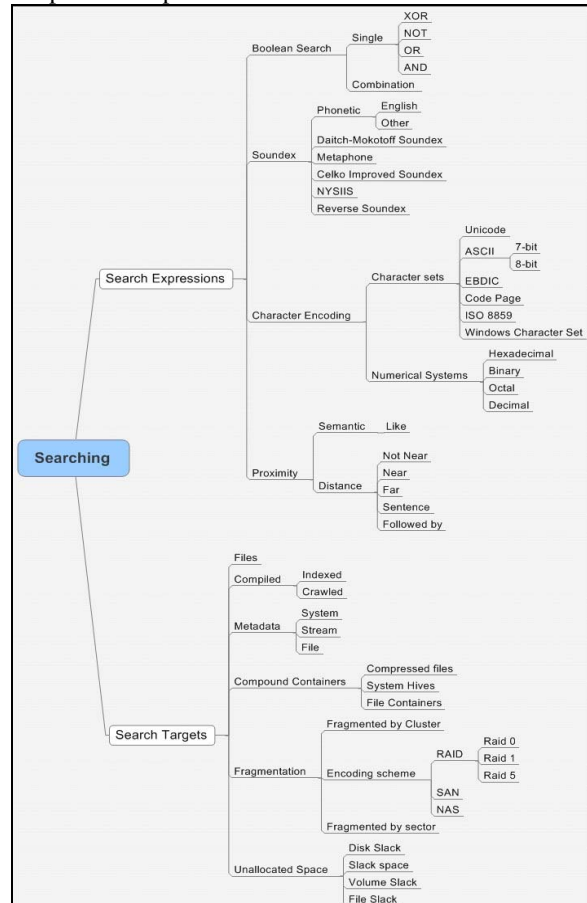 Searching
Search Expressions
Boolean Search
Single
XOR
NOT
OR
AND
Combination
Soundex
Phonetic
English
Other
Daitch-Mokotoff Soundex
Metaphone
Celko Improved Soundex
NYSIIS
Reverse Soundex
Character Encoding
Character sets
Unicode
ASCII
7-bit
8-bit
EBDIC
Code Page
ISO 8859
Windows Character Set
Numerical Systems
Hexadecimal
Binary
Octal
Decimal
Proximity
Semantic
Like
Distance
Not Near
Near
Far
Sentence
Followed by
Search Targets
Files
Compiled
Indexed
Crawled
Metadata
System
Stream
File
Compound Containers
Compressed files
System Hives
File Containers
Fragmentation
Fragmented by Cluster
Encoding scheme
RAID
Raid 0
Raid 1
Raid 5
SAN
NAS
Fragmented by sector
Unallocated Space
Disk Slack
Slack space
Volume Slack
File Slack